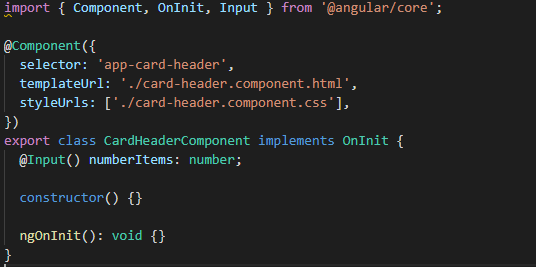 import { Component, OnInit, Input } from '@angular/core';
@Component({
  selector: 'app-card-header',
  templateUrl: './card-header.component.html',
  styleUrls: ['./card-header.component.css'],
})
export class CardHeaderComponent implements OnInit {
  @Input() numberItems: number;
  constructor() {}
  ngOnInit(): void {}
}